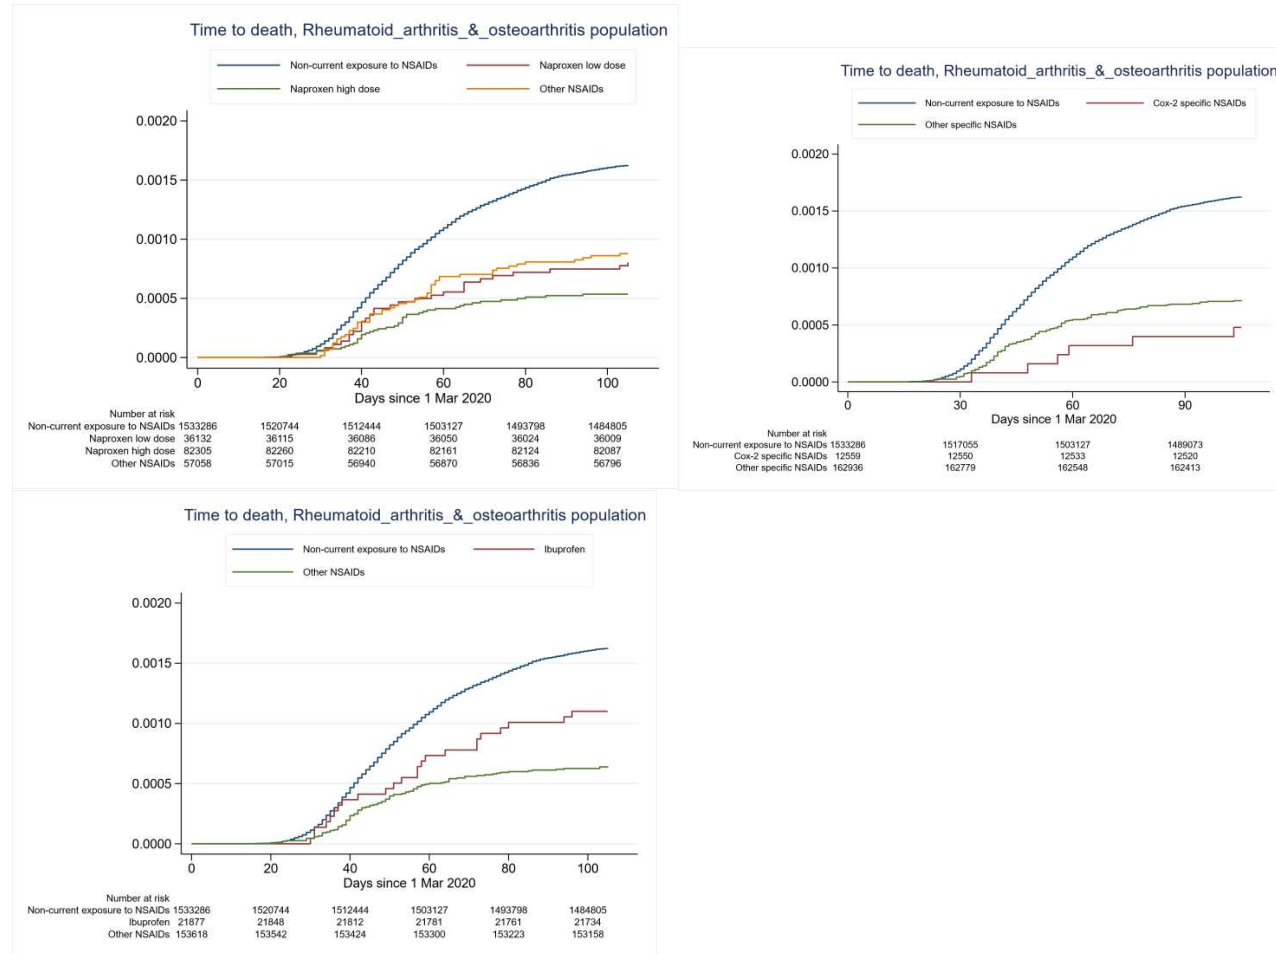 Time to death, Rheumatoid_arthritis_&_osteoarthritis population
Non-current exposure to NSAIDs Naproxen low dose
Naproxen high dose Other NSAIDs
0.0020
0.0015
0.0010
0.0005
0.0000
0 20 40 60 80 100
Days since 1 Mar 2020
Number at risk
Non-current exposure to NSAIDs 1533286 1520744 1512444 1503127 1493798 1484805
Naproxen low dose 36132 36115 36086 36050 36024 36009
Naproxen high dose 82305 82260 82210 82161 82124 82087
Other NSAIDs 57058 57015 56940 56870 56836 56796
Time to death, Rheumatoid_arthritis_&_osteoarthritis population
Non-current exposure to NSAIDs Cox-2 specific NSAIDs
Other specific NSAIDs
0.0020
0.0015
0.0010
0.0005
0.0000
0 30 60 90
Days since 1 Mar 2020
Number at risk
Non-current exposure to NSAIDs 1533286 1517055 1503127 1489073
Cox-2 specific NSAIDs 12559 12550 12533 12520
Other specific NSAIDs 162936 162779 162548 162413
Time to death, Rheumatoid_arthritis_&_osteoarthritis population
Non-current exposure to NSAIDs Ibuprofen
Other NSAIDs
0.0020
0.0015
0.0010
0.0005
0.0000
0 20 40 60 80 100
Days since 1 Mar 2020
Number at risk
Non-current exposure to NSAIDs 1533286 1520744 1512444 1503127 1493798 1484805
Ibuprofen 21877 21848 21812 21781 21761 21734
Other NSAIDs 153618 153542 153424 153300 153223 153158